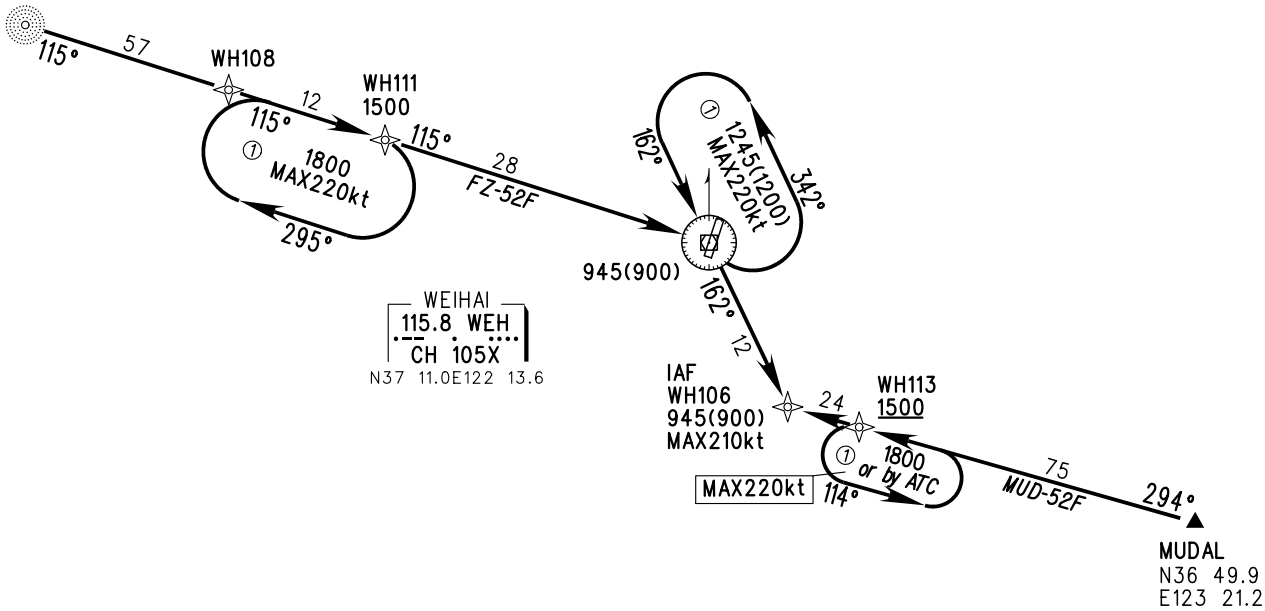 115°
57
WH108
12
115°
WH111
1500
115°
28
FZ-52F
①
1800
MAX220kt
295°
①
1245(1200)
MAX220kt
162°
342°
945(900)
162°
12
WEIHAI
115.8 WEH
CH 105X
N37 11.0E122 13.6
IAF
WH106
945(900)
MAX210kt
24
WH113
1500
①
1800
or by ATC
MAX220kt
114°
75
MUD-52F
294°
MUDAL
N36 49.9
E123 21.2